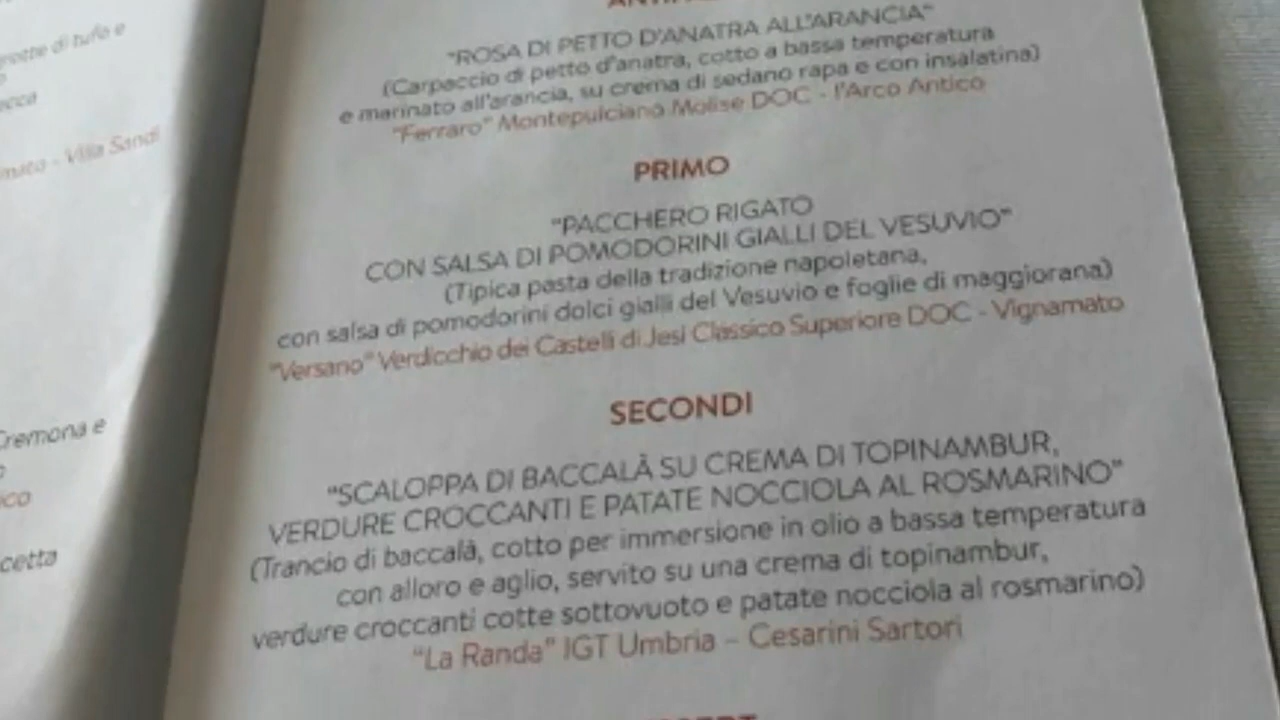 grotte di tufo e
Villa Sandi
Cremona e
"ROSA DI PETTO D'ANATRA ALL'ARANCIA"
(Carpaccio di petto d'anatra, cotto a bassa temperatura
e marinato all'arancia, su crema di sedano rapa e con insalatina)
"Ferraro" Montepulciano Molise DOC - l'Arco Antico
PRIMO
"PACCHERO RIGATO
CON SALSA DI POMODORINI GIALLI DEL VESUVIO"
(Tipica pasta della tradizione napoletana,
con salsa di pomodorini dolci gialli del Vesuvio e foglie di maggiorana)
"Versano" Verdicchio dei Castelli di Jesi Classico Superiore DOC - Vignamato
SECONDI
"SCALOPPA DI BACCALÀ SU CREMA DI TOPINAMBUR,
VERDURE CROCCANTI E PATATE NOCCIOLA AL ROSMARINO"
(Trancio di baccalà, cotto per immersione in olio a bassa temperatura
con alloro e aglio, servito su una crema di topinambur,
verdure croccanti cotte sottovuoto e patate nocciola al rosmarino)
"La Randa" IGT Umbria – Cesarini Sartori